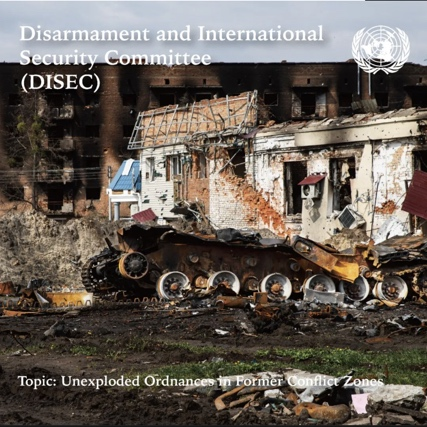 Disarmament and International
Security Committee
(DISEC)
Topic: Unexploded Ordnances in Former Conflict Zones